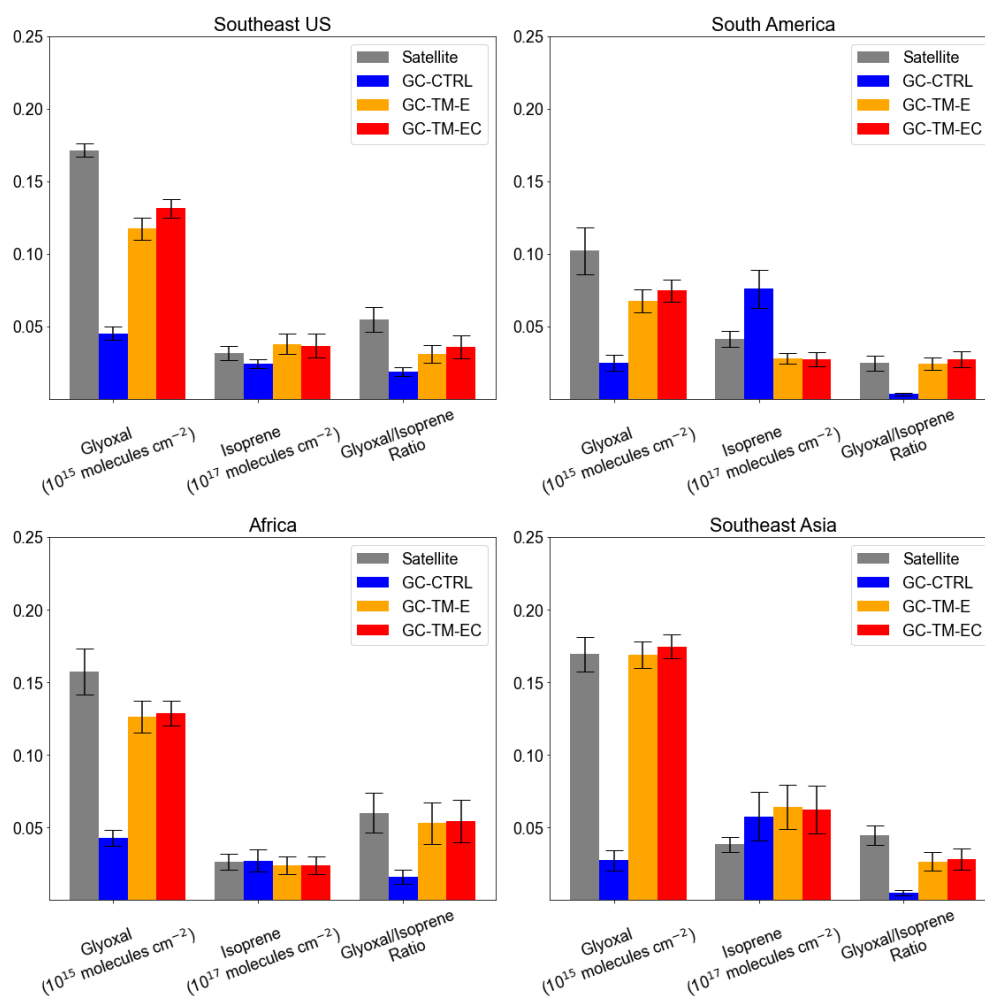 Southeast US
0.25
0.20
0.15
0.10
0.05
Satellite
GC-CTRL
GC-TM-E
GC-TM-EC
Glyoxal
(10¹⁵ molecules cm⁻²)
Isoprene
(10¹⁷ molecules cm⁻²)
Glyoxal/Isoprene
Ratio
South America
0.25
0.20
0.15
0.10
0.05
Satellite
GC-CTRL
GC-TM-E
GC-TM-EC
Glyoxal
(10¹⁵ molecules cm⁻²)
Isoprene
(10¹⁷ molecules cm⁻²)
Glyoxal/Isoprene
Ratio
Africa
0.25
0.20
0.15
0.10
0.05
Satellite
GC-CTRL
GC-TM-E
GC-TM-EC
Glyoxal
(10¹⁵ molecules cm⁻²)
Isoprene
(10¹⁷ molecules cm⁻²)
Glyoxal/Isoprene
Ratio
Southeast Asia
0.25
0.20
0.15
0.10
0.05
Satellite
GC-CTRL
GC-TM-E
GC-TM-EC
Glyoxal
(10¹⁵ molecules cm⁻²)
Isoprene
(10¹⁷ molecules cm⁻²)
Glyoxal/Isoprene
Ratio